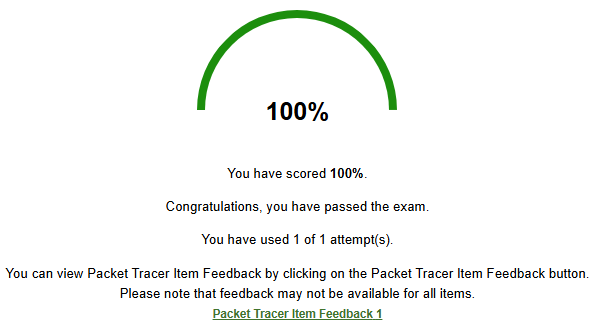 100%
You have scored 100%.
Congratulations, you have passed the exam.
You have used 1 of 1 attempt(s).
You can view Packet Tracer Item Feedback by clicking on the Packet Tracer Item Feedback button.
Please note that feedback may not be available for all items.
Packet Tracer Item Feedback 1